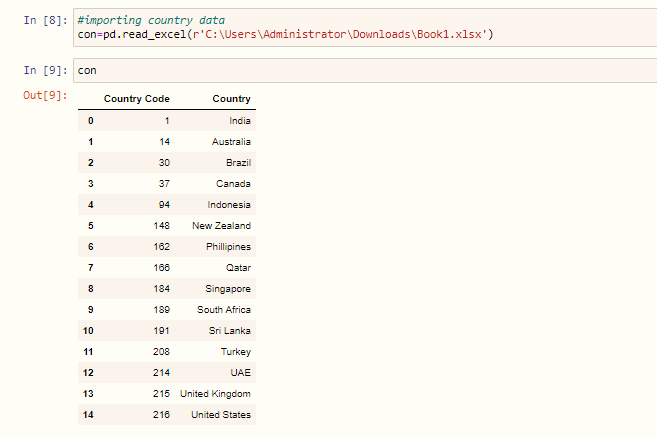 In [8]: #importing country data
con=pd.read_excel(r'C:\Users\Administrator\Downloads\Book1.xlsx')
In [9]: con
Out[9]:
Country Code Country
0 1 India
1 14 Australia
2 30 Brazil
3 37 Canada
4 94 Indonesia
5 148 New Zealand
6 162 Phillipines
7 166 Qatar
8 184 Singapore
9 189 South Africa
10 191 Sri Lanka
11 208 Turkey
12 214 UAE
13 215 United Kingdom
14 216 United States